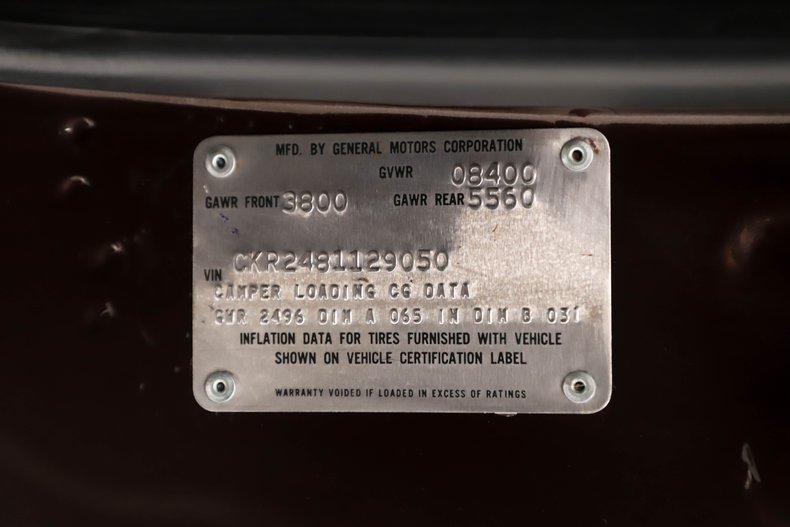 MFD. BY GENERAL MOTORS CORPORATION
GVWR 08400
GAWR FRONT 3800 GAWR REAR 5560
VIN CKR2481129050
CAMPER LOADING CG DATA
CWR 2496 DIM A 065 IN DIM B 031
INFLATION DATA FOR TIRES FURNISHED WITH VEHICLE
SHOWN ON VEHICLE CERTIFICATION LABEL
WARRANTY VOIDED IF LOADED IN EXCESS OF RATINGS